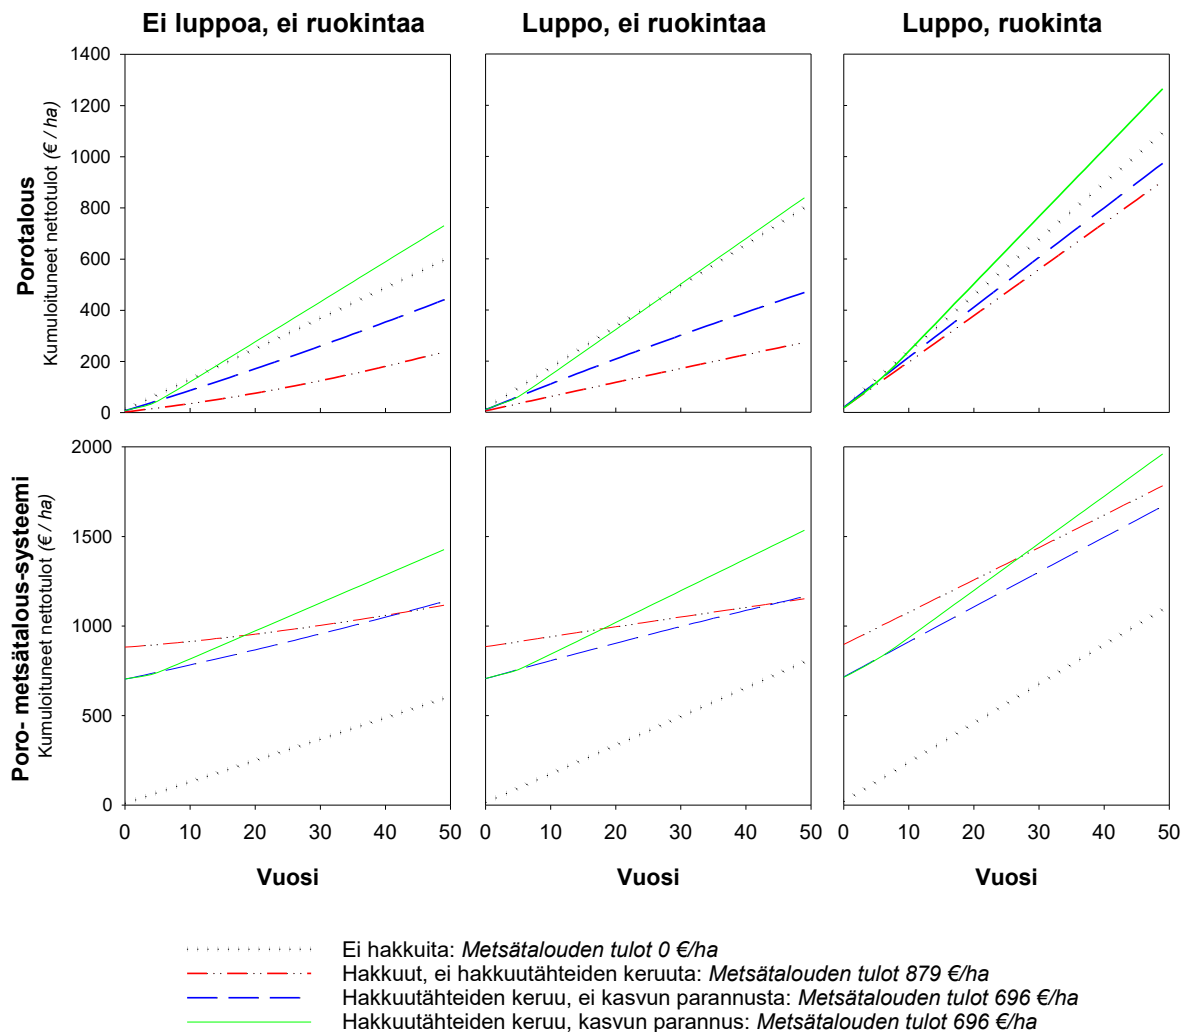 Ei luppoa, ei ruokintaa
Luppo, ei ruokintaa
Luppo, ruokinta
Porotalous
Kumuloituneet nettotulot (€ / ha)
1400
1200
1000
800
600
400
200
0
Poro- metsätalous-systeemi
Kumuloituneet nettotulot (€ / ha)
2000
1500
1000
500
0
0 10 20 30 40 50
0 10 20 30 40 50
0 10 20 30 40 50
Vuosi
Vuosi
Vuosi
Ei hakkuita: Metsätalouden tulot 0 €/ha
Hakkuut, ei hakkuutähteiden keruuta: Metsätalouden tulot 879 €/ha
Hakkuutähteiden keruu, ei kasvun parannusta: Metsätalouden tulot 696 €/ha
Hakkuutähteiden keruu, kasvun parannus: Metsätalouden tulot 696 €/ha